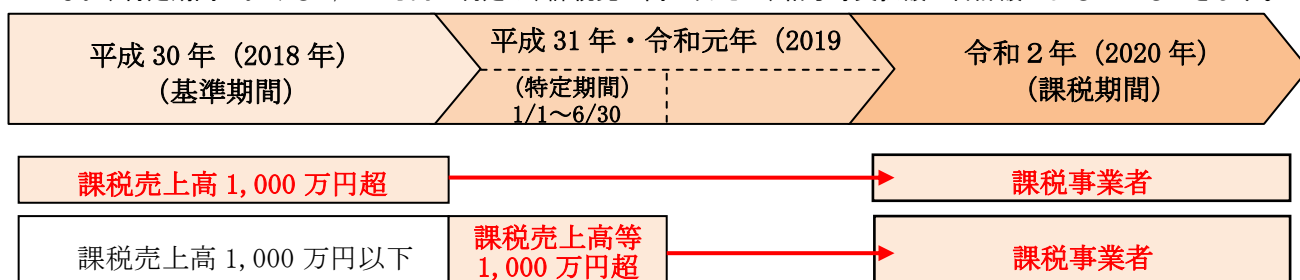 平成 30 年（2018 年）
（基準期間）
平成 31 年・令和元年（2019
（特定期間）
1/1～6/30
令和２年（2020 年）
（課税期間）
課税売上高 1,000 万円超
課税事業者
課税売上高 1,000 万円以下
課税売上高等
1,000 万円超
課税事業者